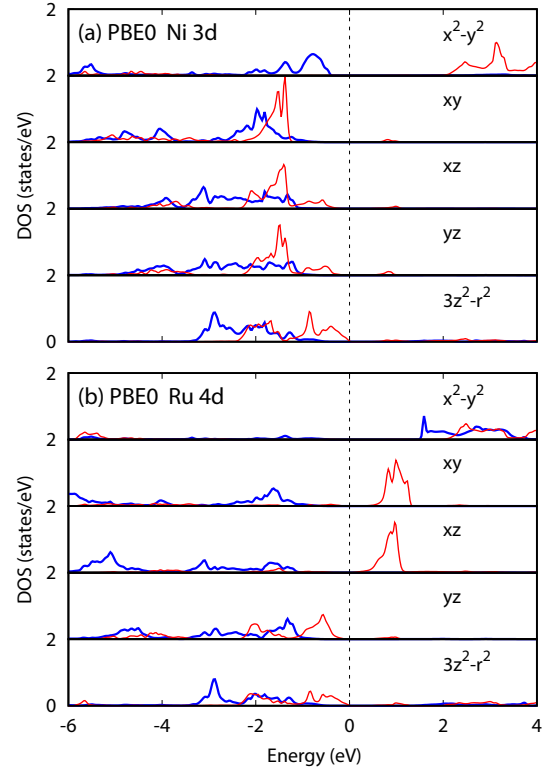 (a) PBE0 Ni 3d
x²-y²
2
xy
2
xz
2
yz
2
3z²-r²
0
DOS (states/eV)
(b) PBE0 Ru 4d
x²-y²
2
xy
2
xz
2
yz
2
3z²-r²
0
DOS (states/eV)
-6 -4 -2 0 2 4
Energy (eV)